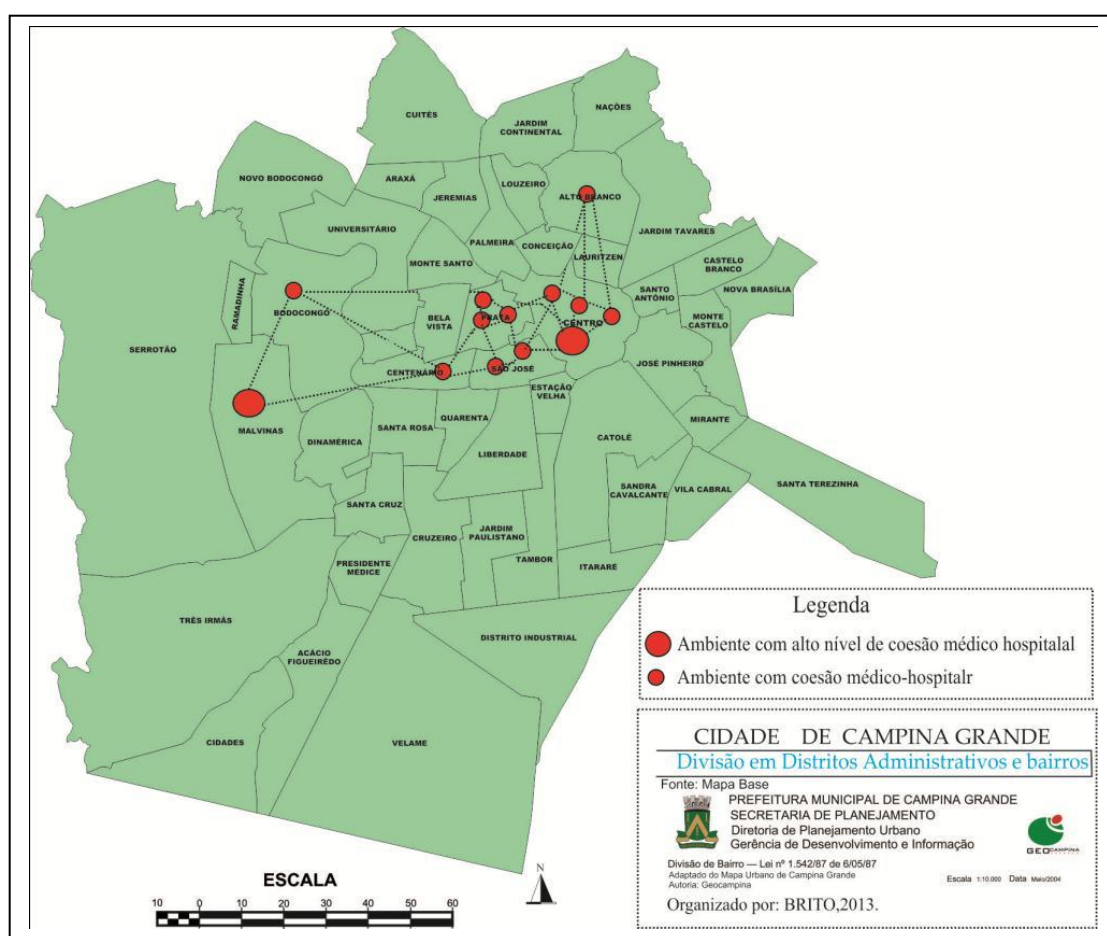 CUITÉS
JARDIM
CONTINENTAL
NAÇÕES
NOVO BODOCONGÓ
ARAXÁ
JEREMIAS
LOUZEIRO
ALTO BRANCO
UNIVERSITÁRIO
PALMEIRA
CONCEIÇÃO
JARDIM TAVARES
MONTE SANTO
LAURITZEN
CASTELO
BRANCO
RAMADINHA
BODOCONGÓ
SANTO
ANTÔNIO
NOVA BRASÍLIA
BELA
VISTA
PRATA
CENTRO
MONTE
CASTELO
SERROTÃO
CENTENÁRIO
SÃO JOSÉ
JOSÉ PINHEIRO
ESTAÇÃO
VELHA
MALVINAS
DINAMÉRICA
SANTA ROSA
QUARENTA
MIRANTE
CATOLÉ
LIBERDADE
SANTA CRUZ
SANDRA
CAVALCANTE
VILA CABRAL
SANTA TEREZINHA
CRUZEIRO
JARDIM
PAULISTANO
PRESIDENTE
MÉDICE
TAMBOR
ITARARÉ
TRÊS IRMÃS
DISTRITO INDUSTRIAL
ACÁCIO
FIGUEIRÊDO
CIDADES
VELAME
Legenda
Ambiente com alto nível de coesão médico hospitalal
Ambiente com coesão médico-hospitalr
CIDADE DE CAMPINA GRANDE
Divisão em Distritos Administrativos e bairros
Fonte: Mapa Base
PREFEITURA MUNICIPAL DE CAMPINA GRANDE
SECRETARIA DE PLANEJAMENTO
Diretoria de Planejamento Urbano
Gerência de Desenvolvimento e Informação
GEOCAMPINA
Divisão de Bairro — Lei nº 1.542/87 de 6/05/87
Adaptado do Mapa Urbano de Campina Grande
Autoria: Geocampina
Escala 1:10.000 Data Maio/2004
Organizado por: BRITO,2013.
N
ESCALA
10 0 10 20 30 40 50 60